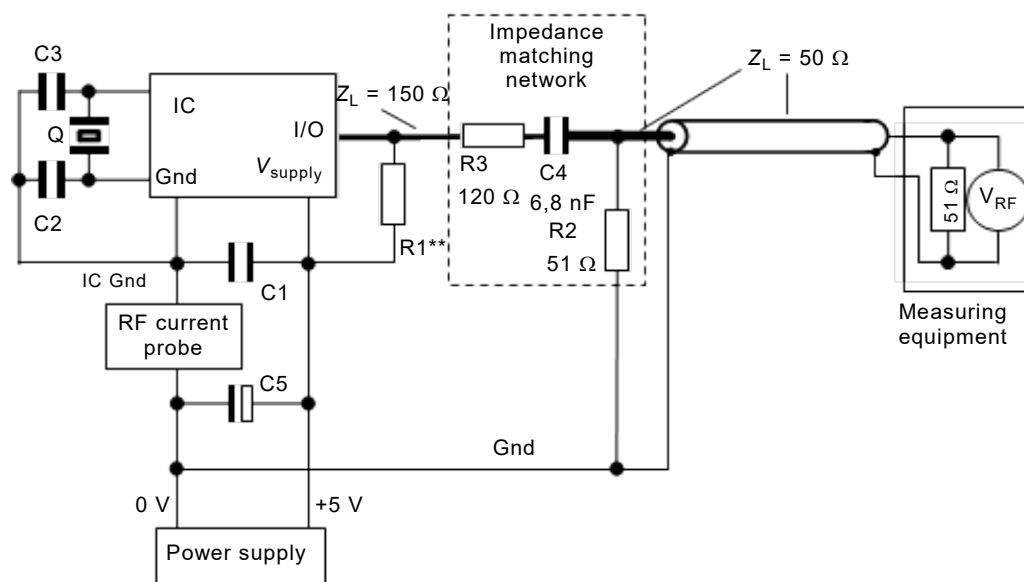 Impedance
matching
network
C3
Z_L = 50 Ω
Z_L = 150 Ω
IC
Q
I/O
V_supply
Gnd
R3
C4
120 Ω
6,8 nF
R2
51 Ω
C2
R1**
51 Ω
V_RF
IC Gnd
C1
Measuring
equipment
RF current
probe
C5
Gnd
0 V
+5 V
Power supply